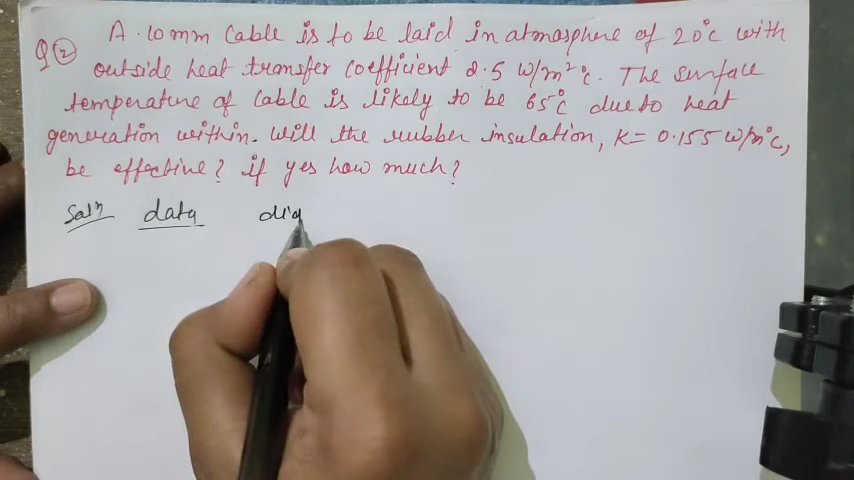 Q② A 10mm Cable is to be laid in atmosphere of 20°c with
outside heat transfer coefficient 8.5 W/m²°c. The surface
temperature of Cable is likely to be 65°c due to heat
generation within. Will the rubber insulation, K= 0.155 W/m°c,
be effective? if yes how much?
Solⁿ data dia